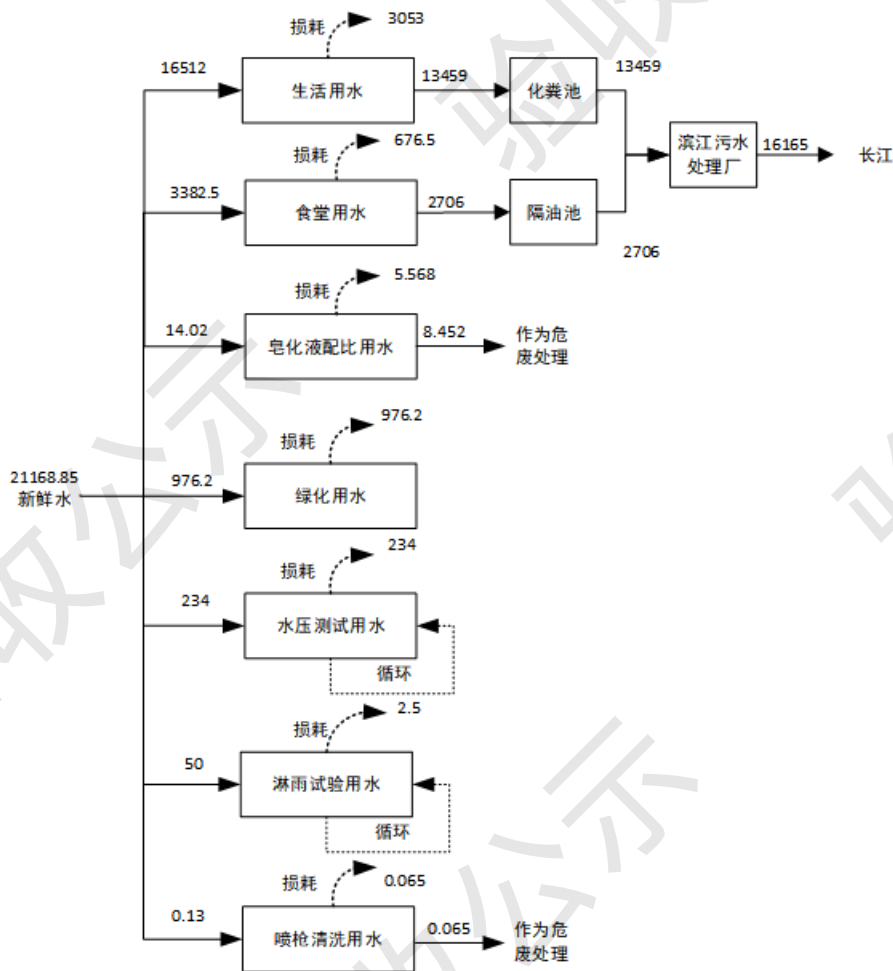 损耗
3053
16512
生活用水
13459
化粪池
13459
损耗
676.5
滨江污水
处理厂
16165
长江
3382.5
食堂用水
2706
隔油池
2706
损耗
5.568
14.02
皂化液配比用水
8.452
作为危
废处理
损耗
976.2
21168.85
新鲜水
976.2
绿化用水
损耗
234
234
水压测试用水
循环
损耗
2.5
50
淋雨试验用水
循环
损耗
0.065
0.13
喷枪清洗用水
0.065
作为危
废处理
验收公示